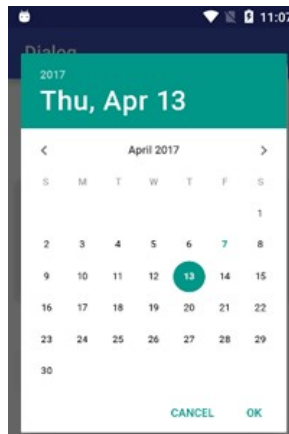 11:07
Dialog
2017
Thu, Apr 13
April 2017
S M T W T F S
1
2 3 4 5 6 7 8
9 10 11 12 13 14 15
16 17 18 19 20 21 22
23 24 25 26 27 28 29
30
CANCEL OK